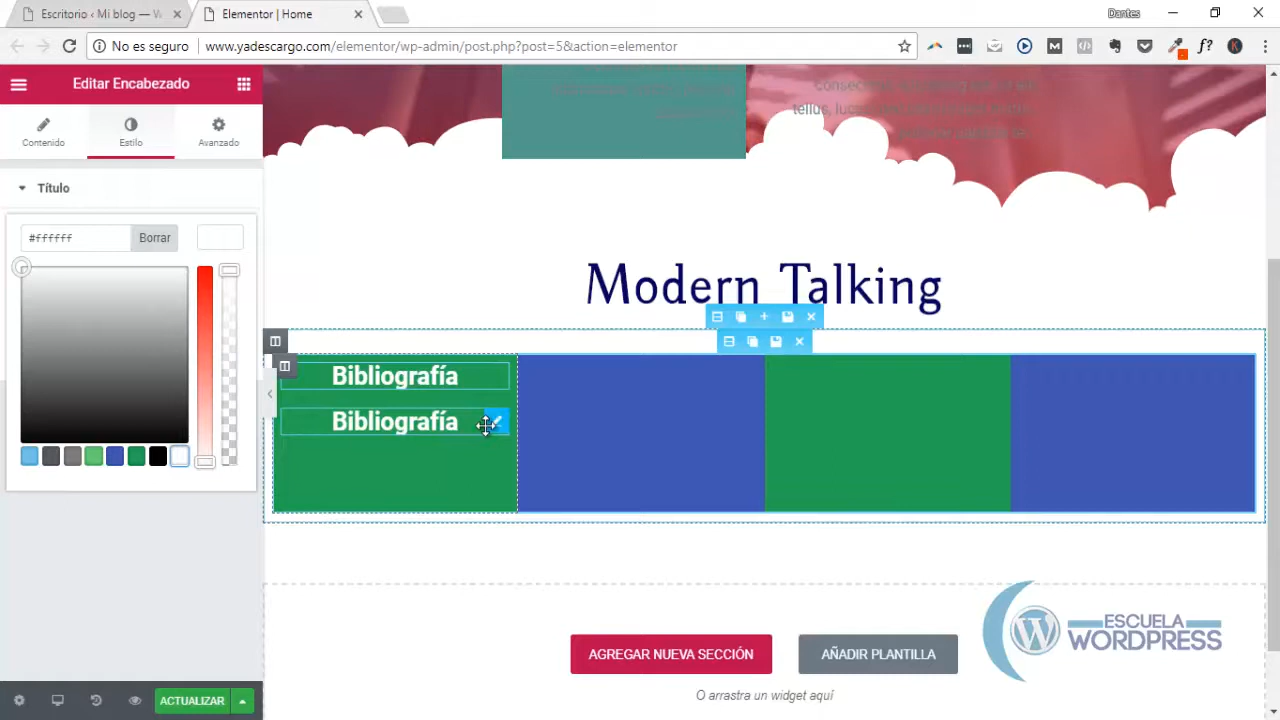 Escritorio ‹ Mi blog — W
Elementor | Home
Dantes
No es seguro
www.yadescargo.com/elementor/wp-admin/post.php?post=5&action=elementor
Editar Encabezado
Contenido
Estilo
Avanzado
Título
#ffffff
Borrar
tellus, luc
Modern Talking
Bibliografía
Bibliografía
AGREGAR NUEVA SECCIÓN
AÑADIR PLANTILLA
O arrastra un widget aquí
ESCUELA
WORDPRESS
ACTUALIZAR